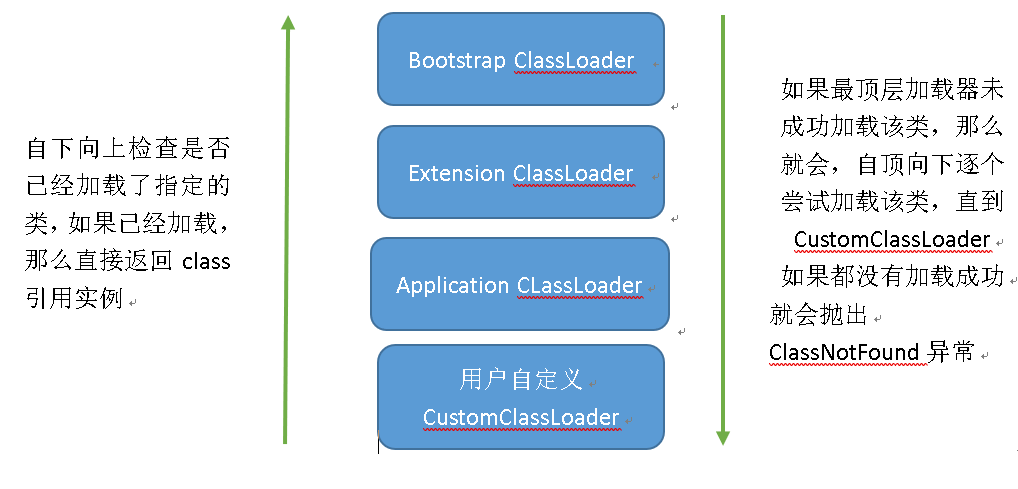 自下向上检查是否
已经加载了指定的
类，如果已经加载，
那么直接返回 class
引用实例
Bootstrap ClassLoader
Extension ClassLoader
Application CLassLoader
用户自定义
CustomClassLoader
如果最顶层加载器未
成功加载该类，那么
就会，自顶向下逐个
尝试加载该类，直到
CustomClassLoader
如果都没有加载成功
就会抛出
ClassNotFound 异常